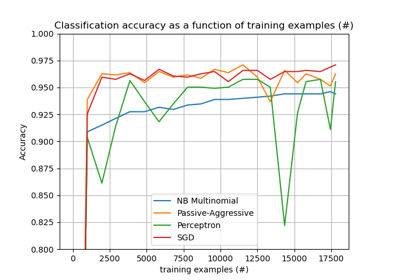 Classification accuracy as a function of training examples (#)
1.000
0.975
0.950
0.925
0.900
0.875
0.850
0.825
0.800
Accuracy
NB Multinomial
Passive-Aggressive
Perceptron
SGD
0 2500 5000 7500 10000 12500 15000 17500
training examples (#)